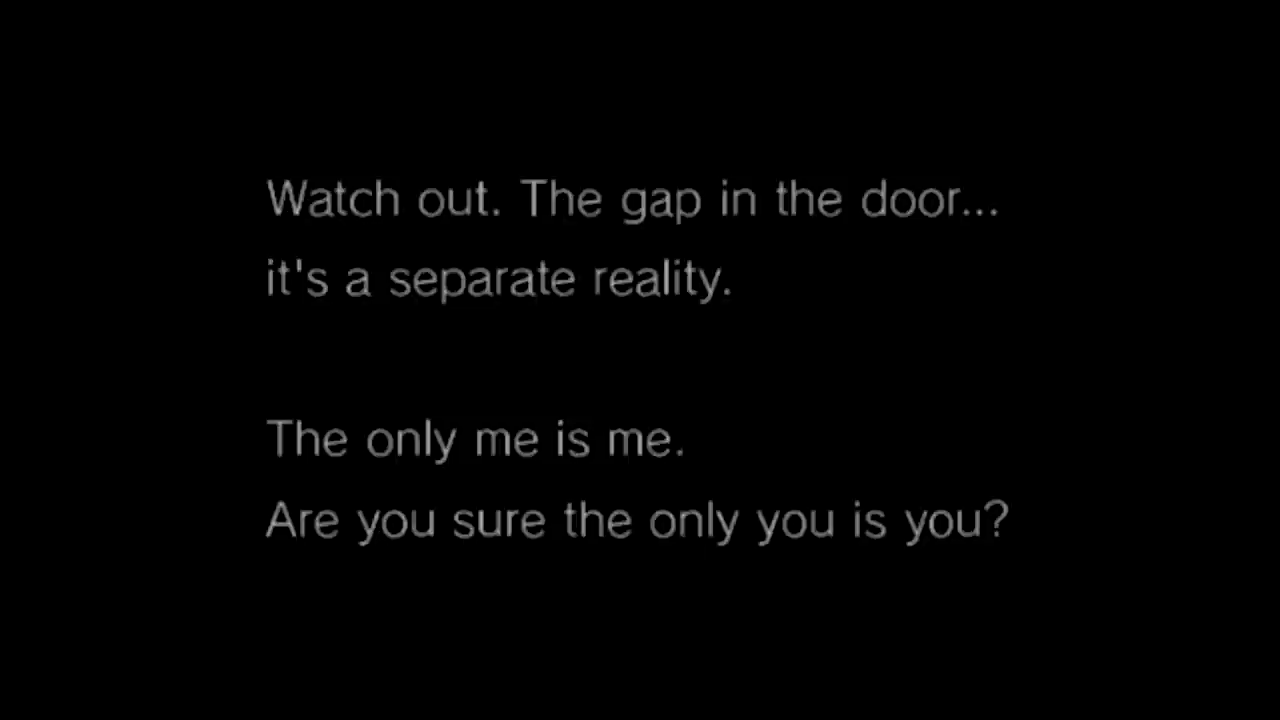 Watch out. The gap in the door...
it's a separate reality.
The only me is me.
Are you sure the only you is you?